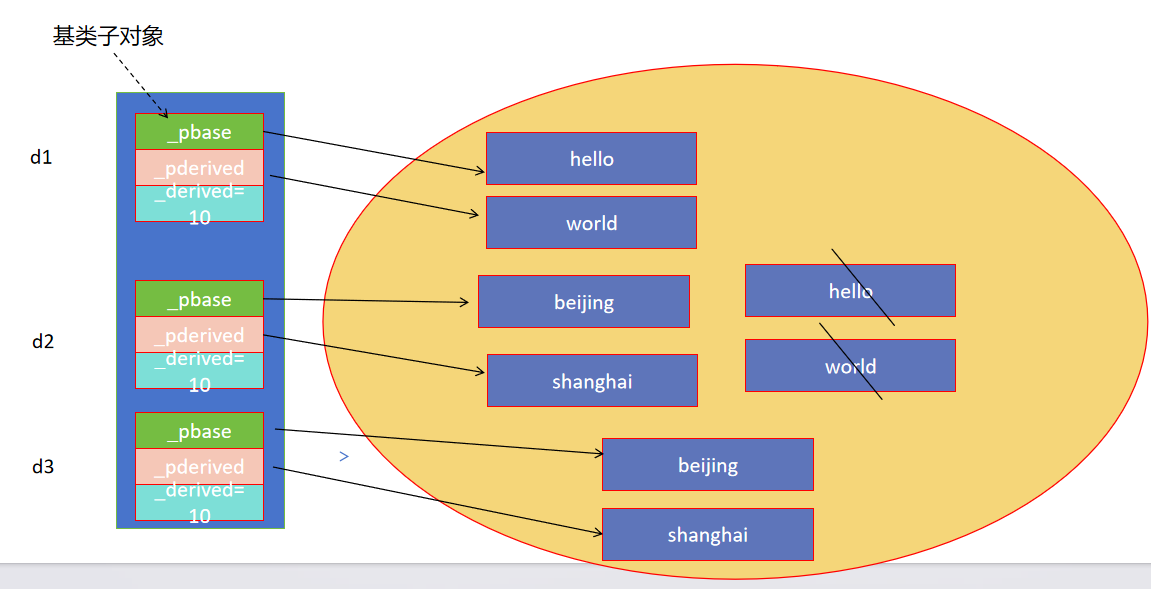 基类子对象
d1
_pbase
_pderived
_derived=
10
hello
world
d2
_pbase
_pderived
_derived=
10
beijing
shanghai
hello
world
d3
_pbase
_pderived
_derived=
10
>
beijing
shanghai